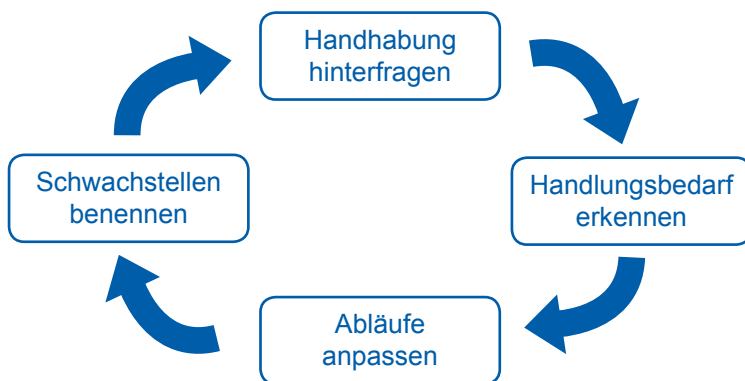 Handhabung
hinterfragen
Schwachstellen
benennen
Handlungsbedarf
erkennen
Abläufe
anpassen